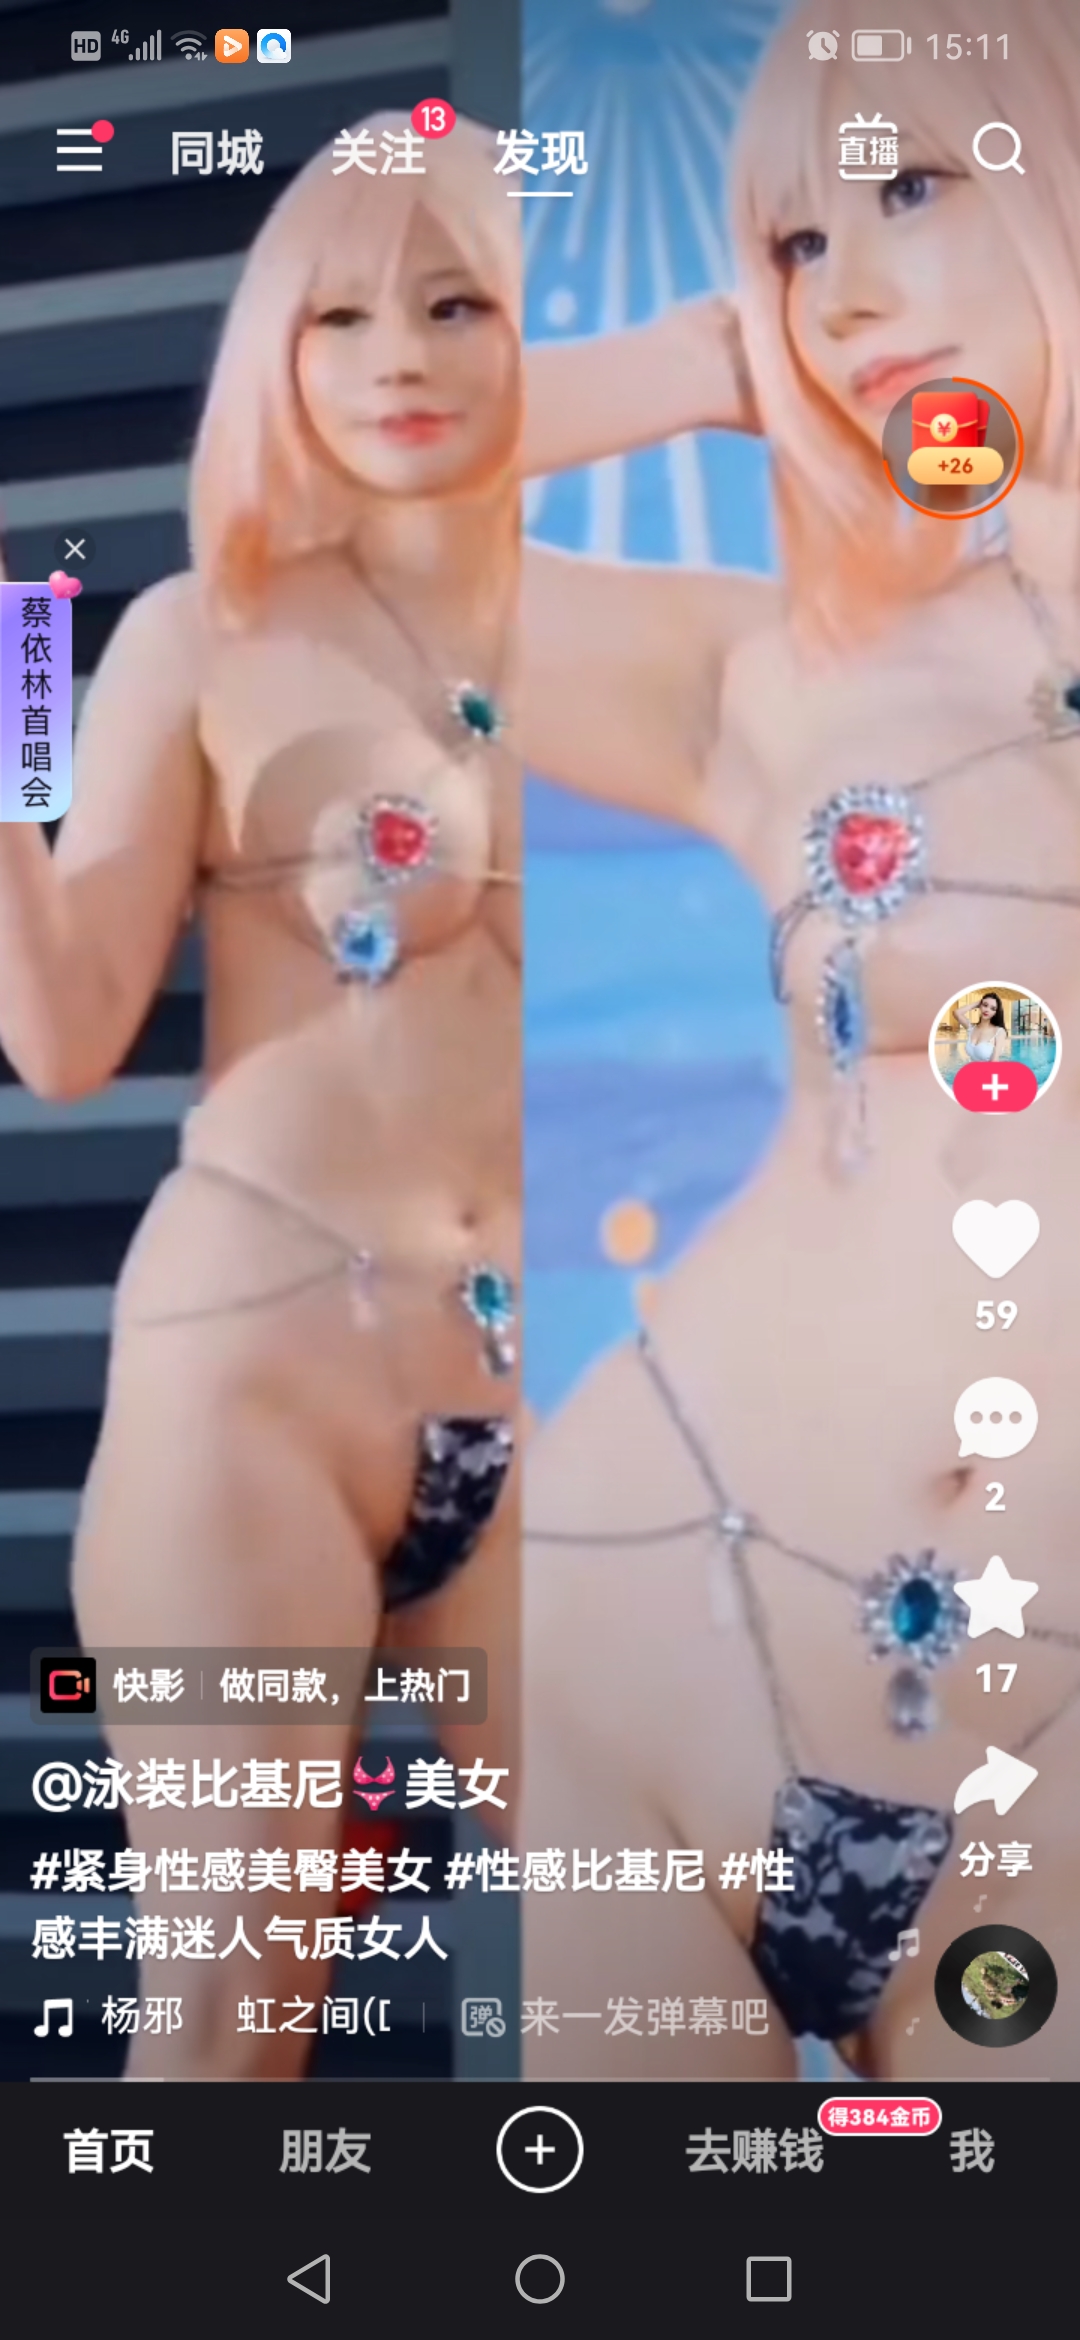 HD 4G 15:11
同城 关注 13 发现 直播
¥
+26
蔡依林首唱会
59
2
17
快影 做同款，上热门
@泳装比基尼👙美女
分享
#紧身性感美臀美女 #性感比基尼 #性
感丰满迷人气质女人
杨邪 虹之间([ 弹 来一发弹幕吧
得384金币
首页 朋友 去赚钱 我